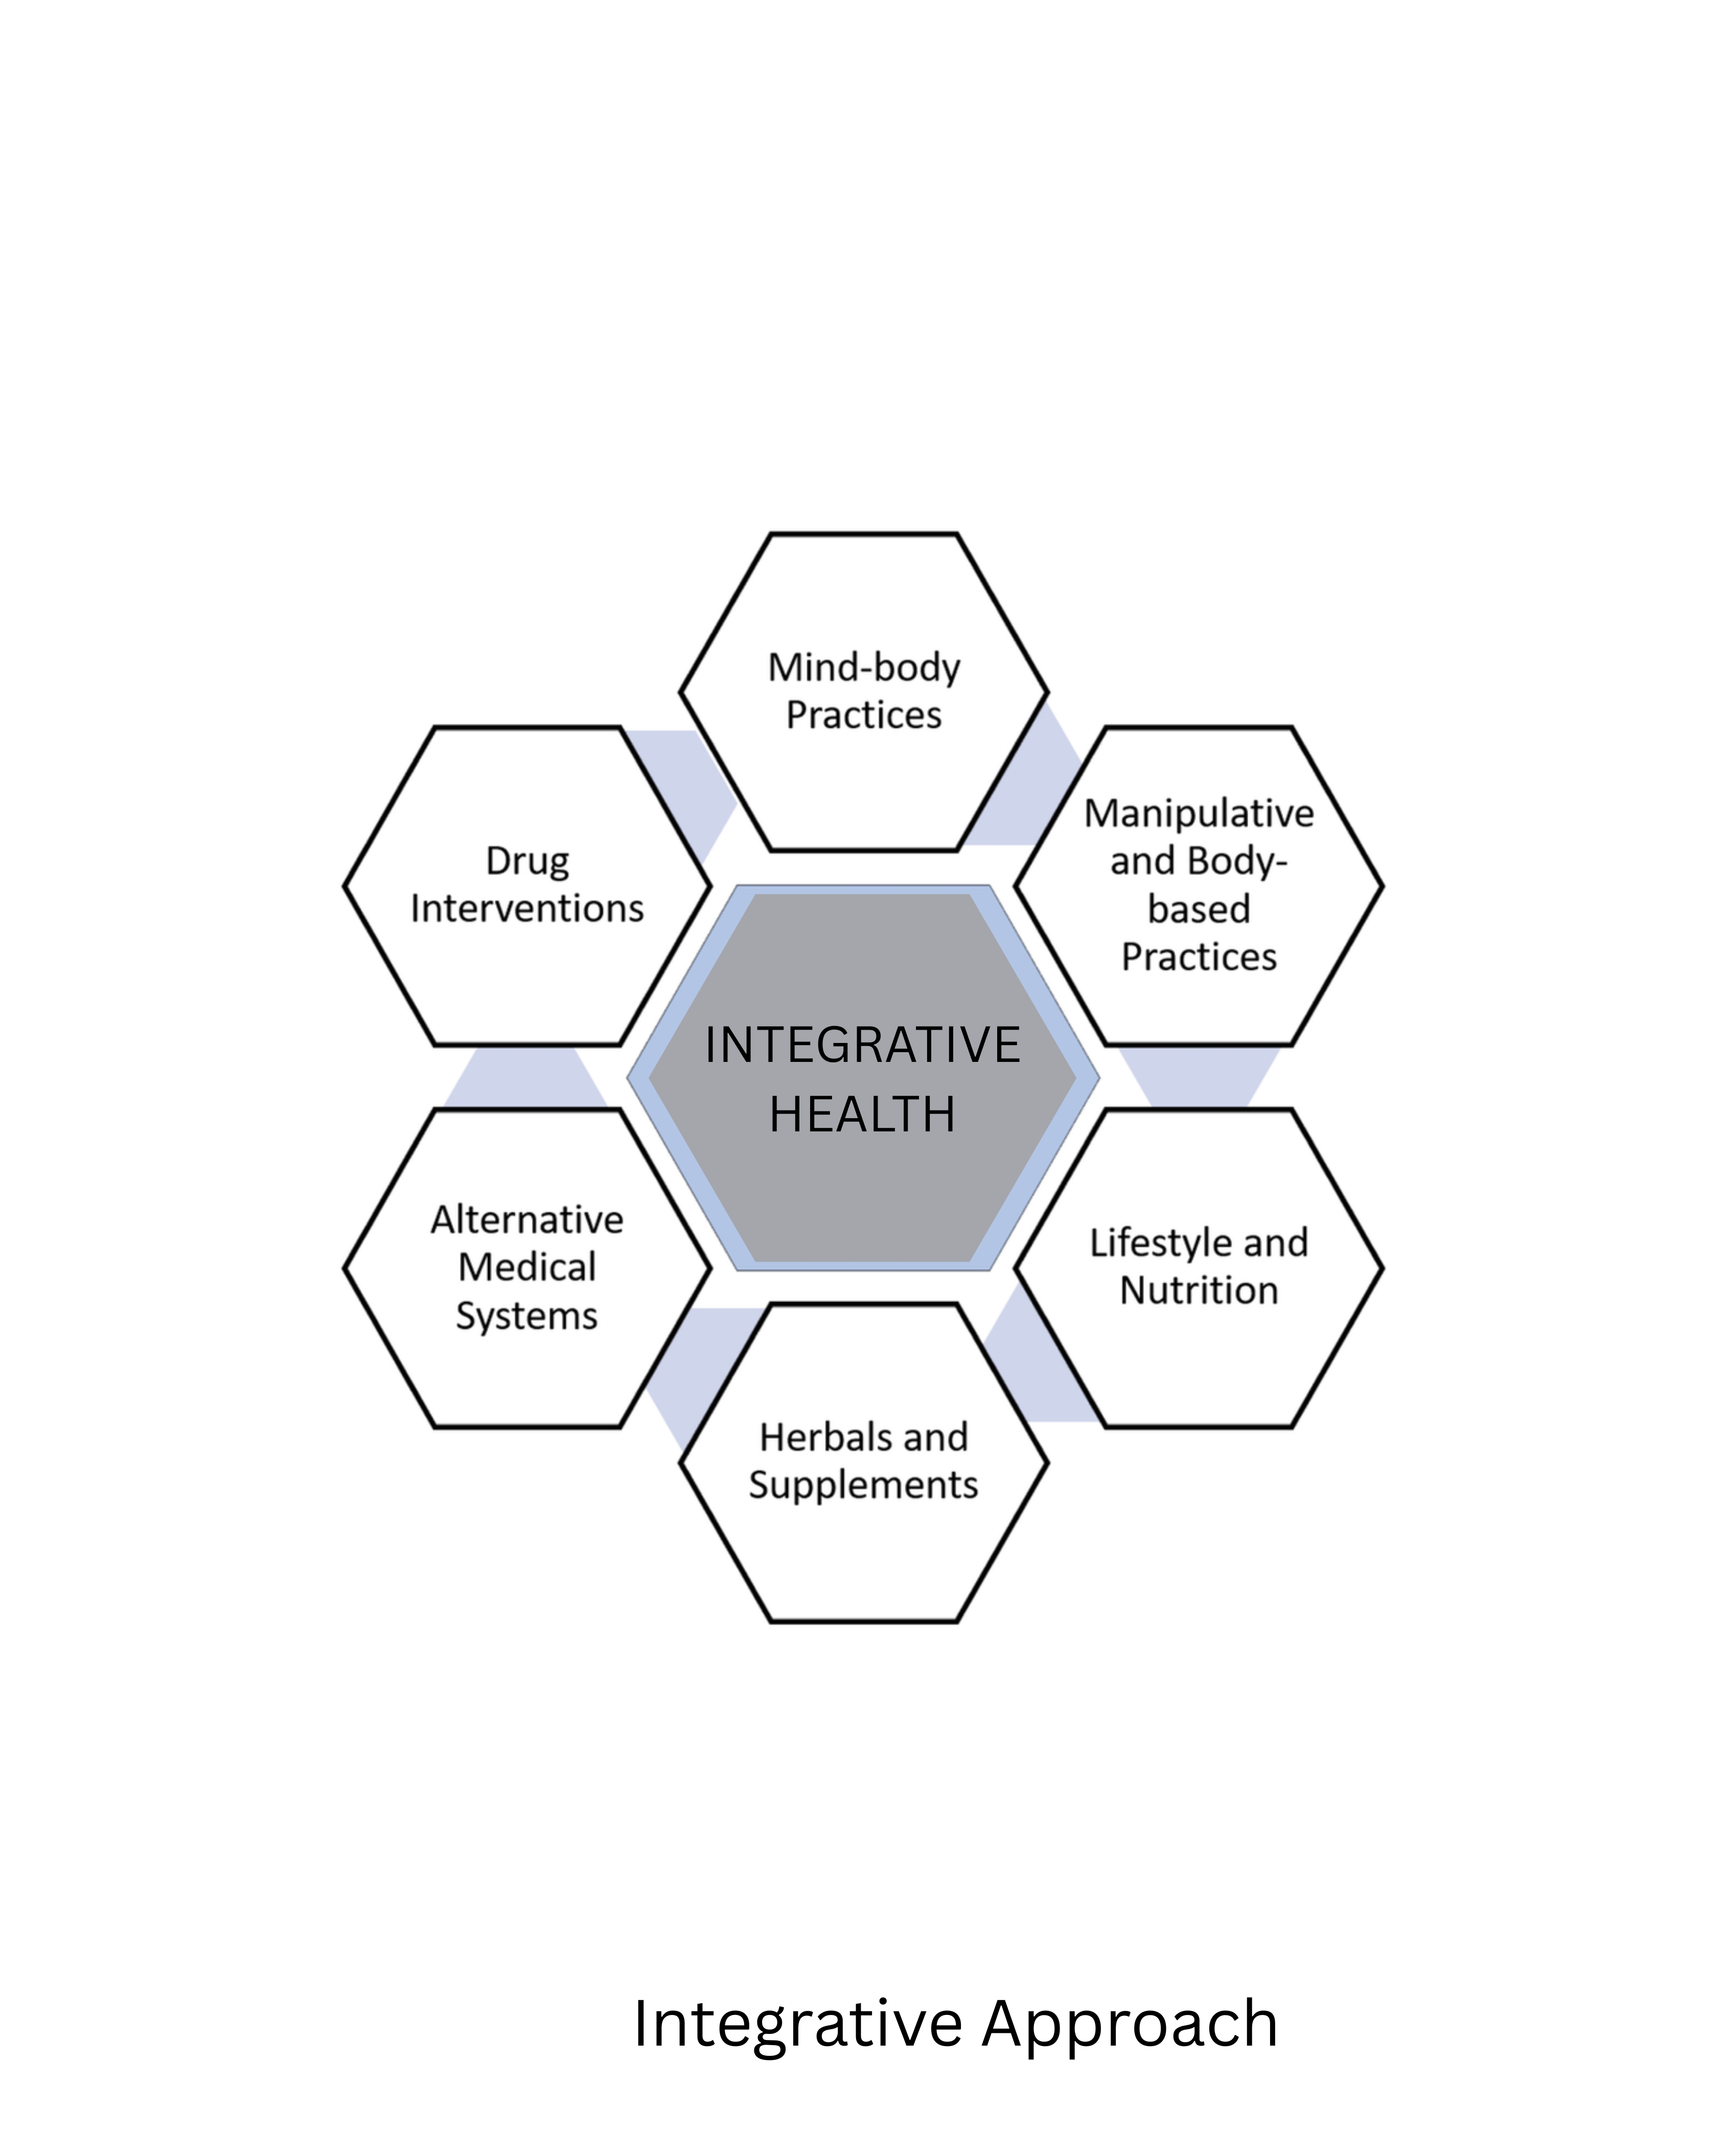 Mind-body
Practices
Drug
Interventions
Manipulative
and Body-
based
Practices
INTEGRATIVE
HEALTH
Alternative
Medical
Systems
Lifestyle and
Nutrition
Herbals and
Supplements
Integrative Approach